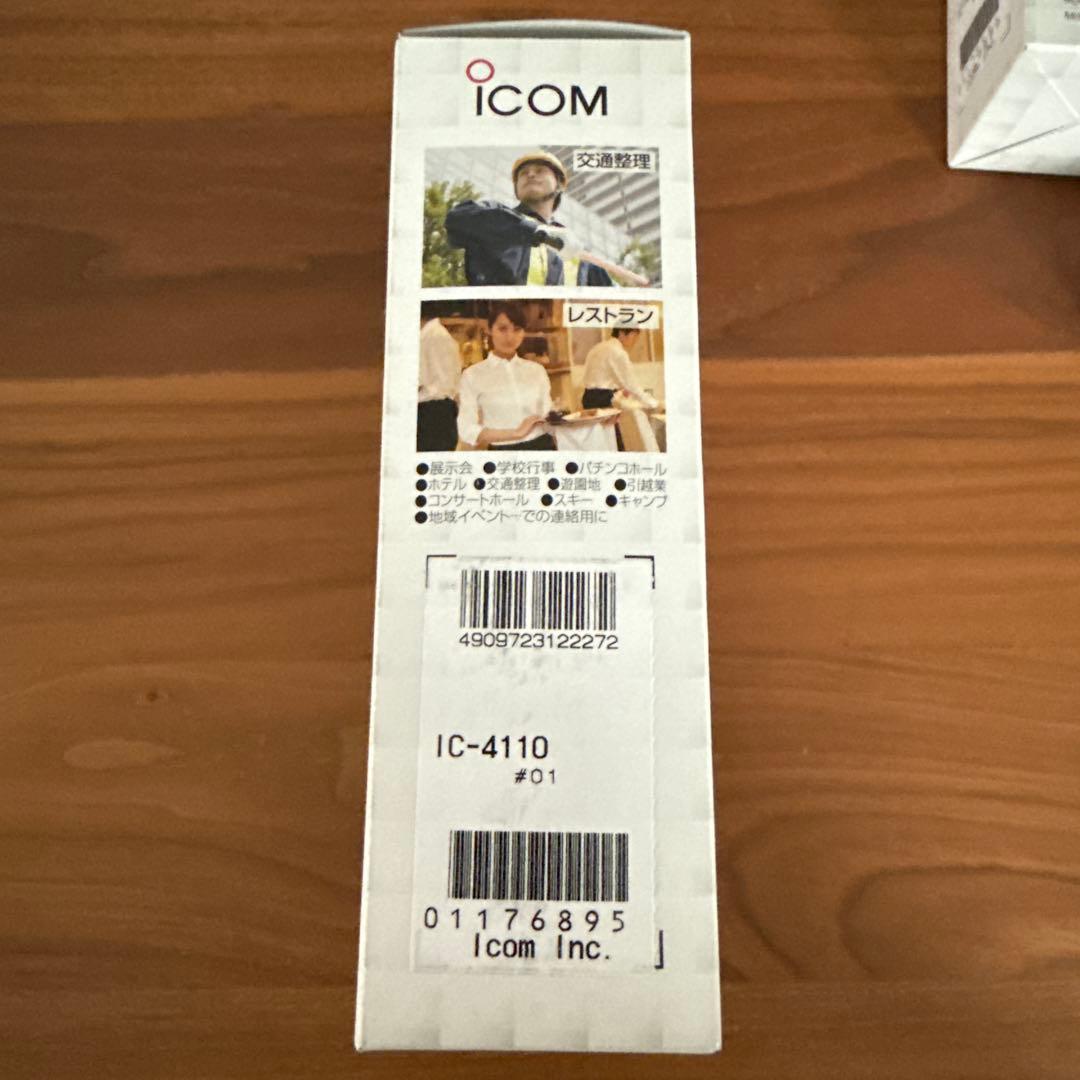 ICOM
交通整理
レストラン
●展示会 ●学校行事 ●パチンコホール
●ホテル ●交通整理 ●遊園地 ●引越業
●コンサートホール ●スキー ●キャンプ
●地域イベント…での連絡用に
4909723122272
IC-4110
#01
01176895
Icom Inc.